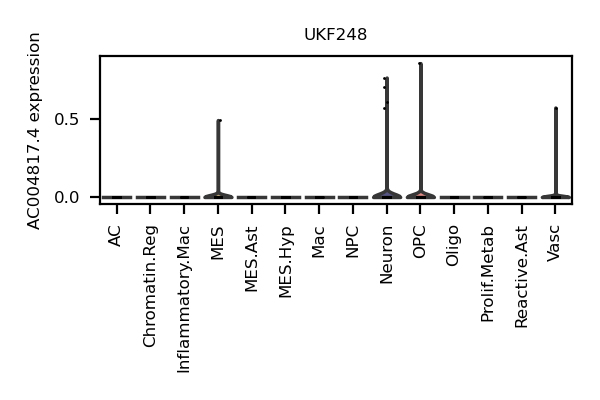 UKF248
AC004817.4 expression
0.5
0.0
AC
Chromatin.Reg
Inflammatory.Mac
MES
MES.Ast
MES.Hyp
Mac
NPC
Neuron
OPC
Oligo
Prolif.Metab
Reactive.Ast
Vasc